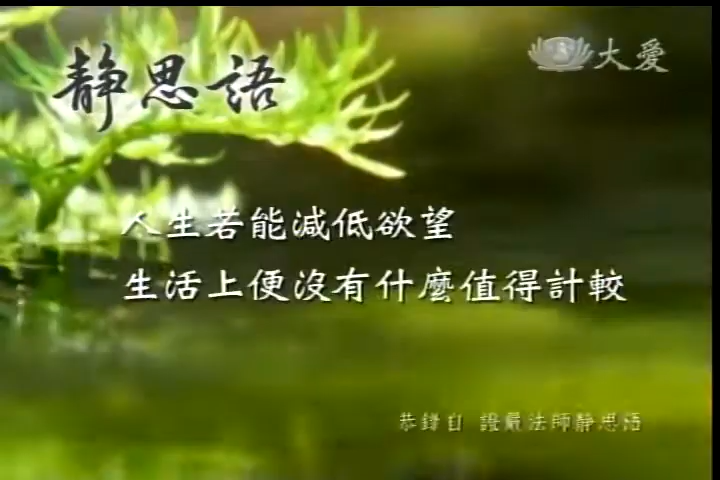 静思語
大愛
人生若能減低欲望
生活上便沒有什麼值得計較
恭錄自 證嚴法師靜思語